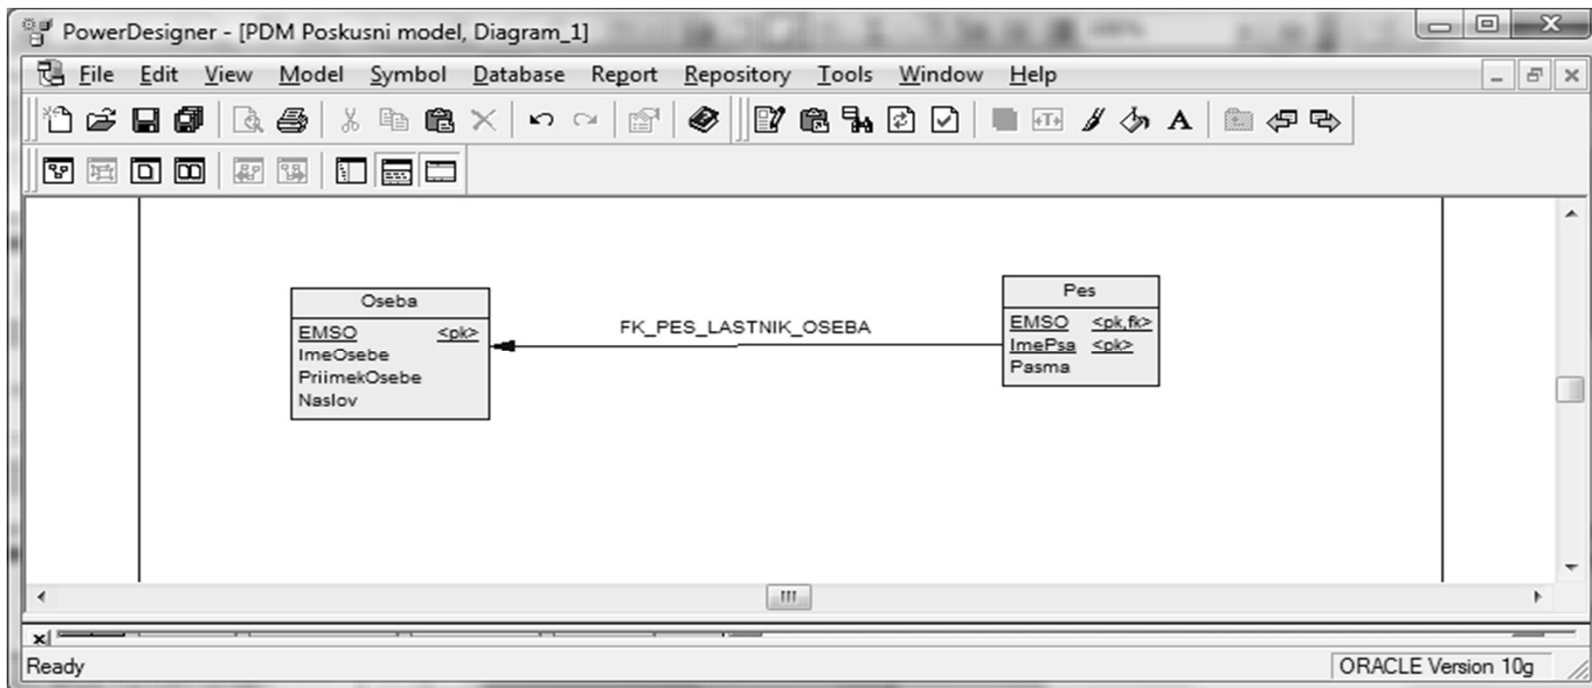 PowerDesigner - [PDM Poskusni model, Diagram_1]
File Edit View Model Symbol Database Report Repository Tools Window Help
Oseba
EMSO <pk>
ImeOsebe
PriimekOsebe
Naslov
FK_PES_LASTNIK_OSEBA
Pes
EMSO <pk,fk>
ImePsa <pk>
Pasma
Ready
ORACLE Version 10g